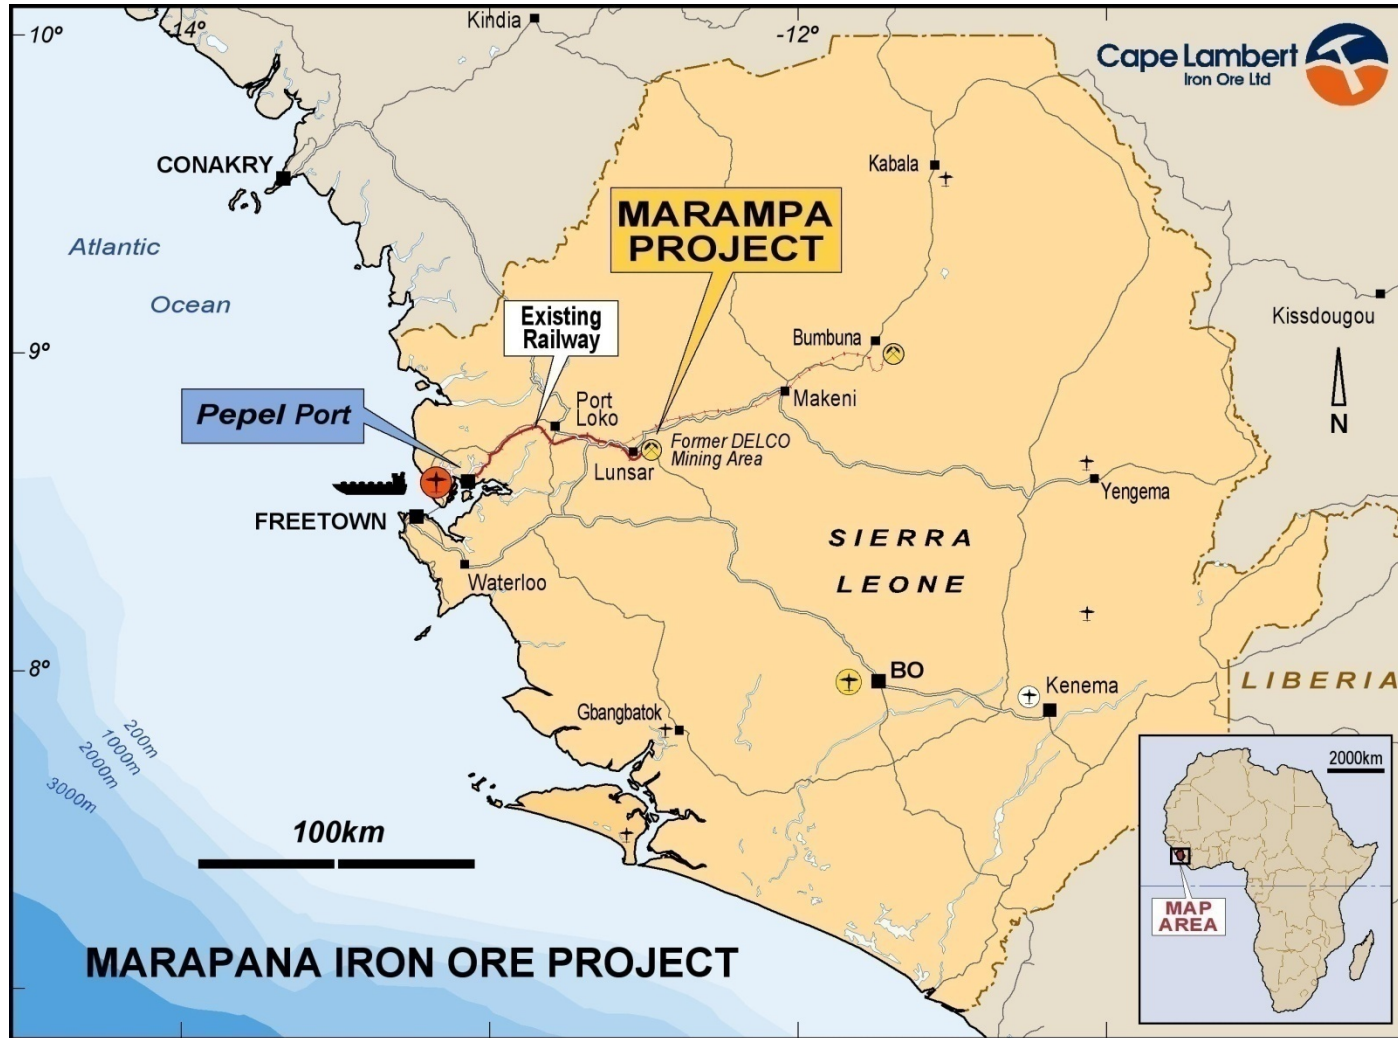 10º
-14º
Kindia
-12º
Cape Lambert
Iron Ore Ltd
CONAKRY
Kabala
MARAMPA
PROJECT
Atlantic
Ocean
Existing
Railway
Kissdougou
Bumbuna
9º
N
Pepel Port
Port
Loko
Makeni
Former DELCO
Mining Area
Lunsar
Yengema
FREETOWN
SIERRA
LEONE
Waterloo
8º
BO
Kenema
LIBERIA
Gbangbatok
200m
1000m
2000m
3000m
2000km
100km
MAP
AREA
MARAPANA IRON ORE PROJECT